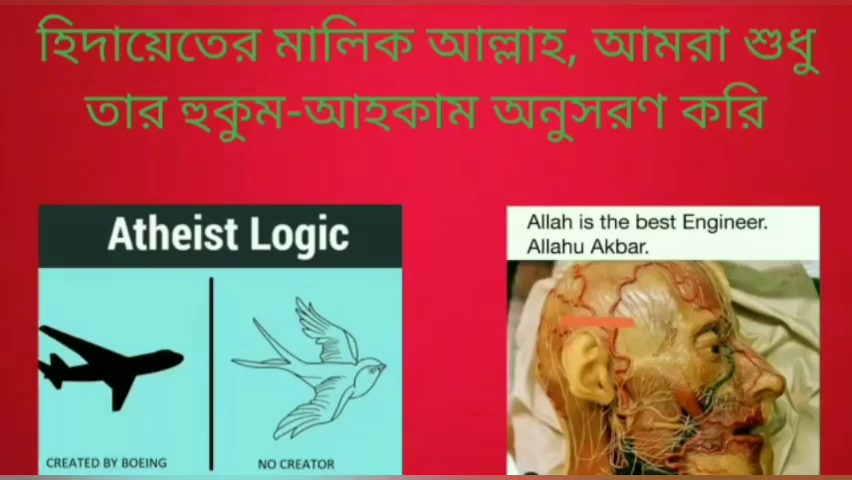 হিদায়েতের মালিক আল্লাহ, আমরা শুধু
তার হুকুম-আহকাম অনুসরণ করি
Atheist Logic
CREATED BY BOEING
NO CREATOR
Allah is the best Engineer.
Allahu Akbar.